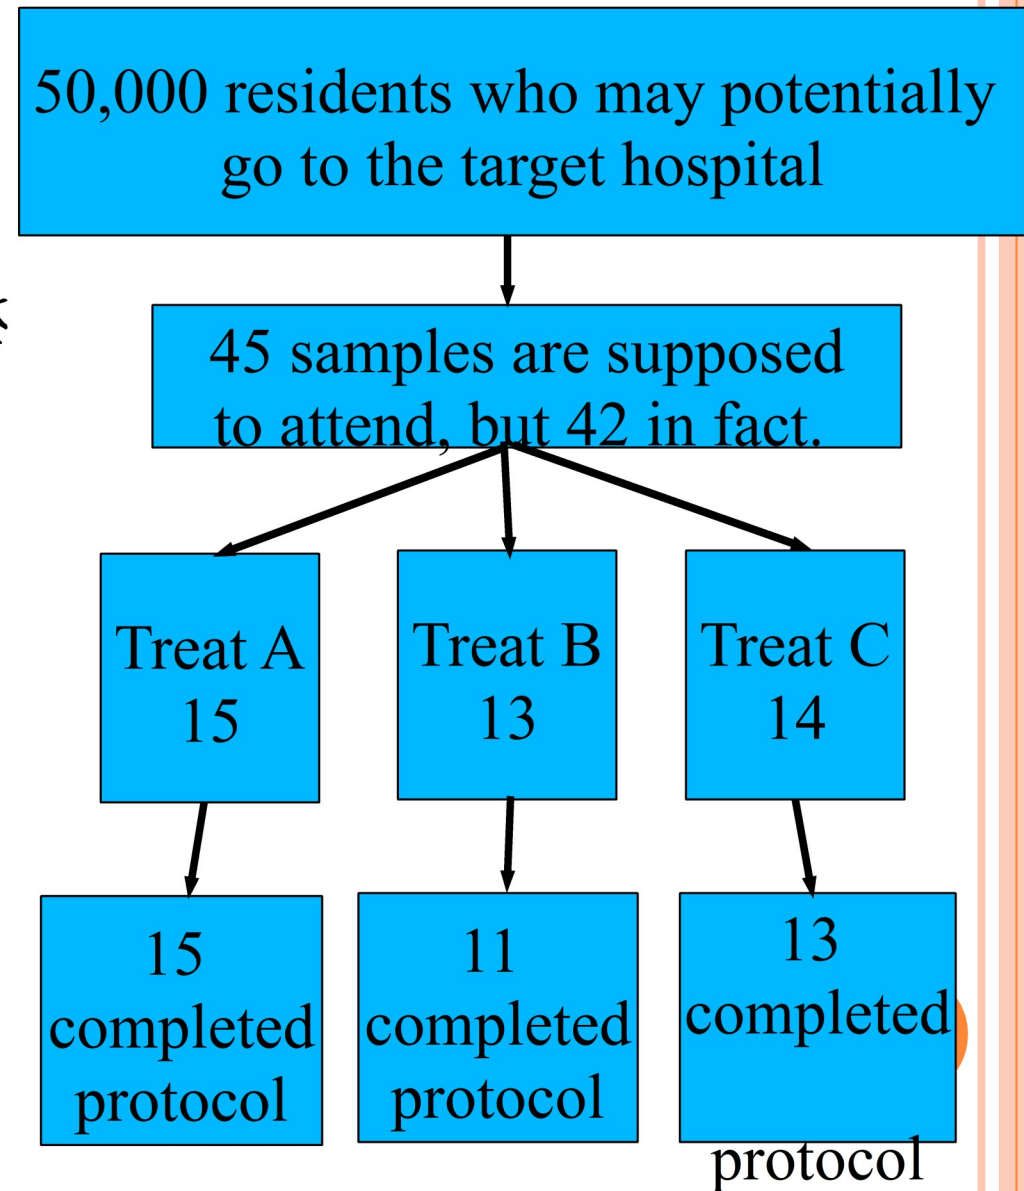 50,000 residents who may potentially
go to the target hospital
45 samples are supposed
to attend, but 42 in fact.
Treat A
15
Treat B
13
Treat C
14
15
completed
protocol
11
completed
protocol
13
completed
protocol